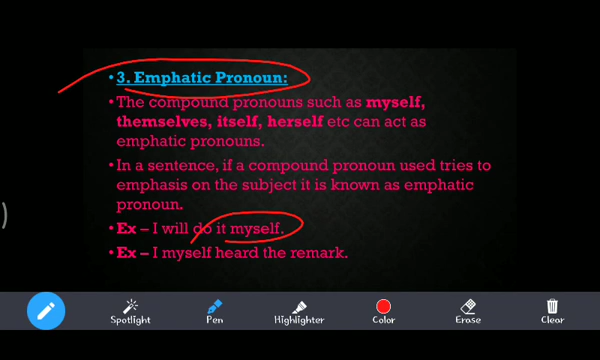 3. Emphatic Pronoun:
The compound pronouns such as myself,
themselves, itself, herself etc can act as
emphatic pronouns.
In a sentence, if a compound pronoun used tries to
emphasis on the subject it is known as emphatic
pronoun.
Ex – I will do it myself.
Ex – I myself heard the remark.
Spotlight Pen Highlighter Color Erase Clear